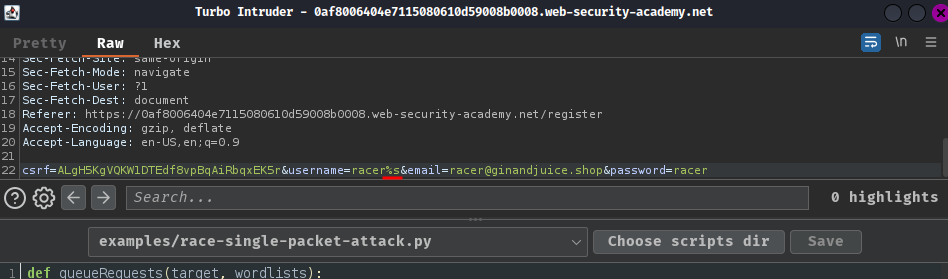 Turbo Intruder - 0af8006404e7115080610d59008b0008.web-security-academy.net
Pretty Raw Hex \n
14 Sec-Fetch-Site: same-origin
15 Sec-Fetch-Mode: navigate
16 Sec-Fetch-User: ?1
17 Sec-Fetch-Dest: document
18 Referer: https://0af8006404e7115080610d59008b0008.web-security-academy.net/register
19 Accept-Encoding: gzip, deflate
20 Accept-Language: en-US,en;q=0.9
21
22 csrf=ALgH5KgVQKW1DTEdf8vpBqAiRbqxEK5r&username=racer%s&email=racer@ginandjuice.shop&password=racer
Search... 0 highlights
examples/race-single-packet-attack.py Choose scripts dir Save
1 def queueRequests(target, wordlists):